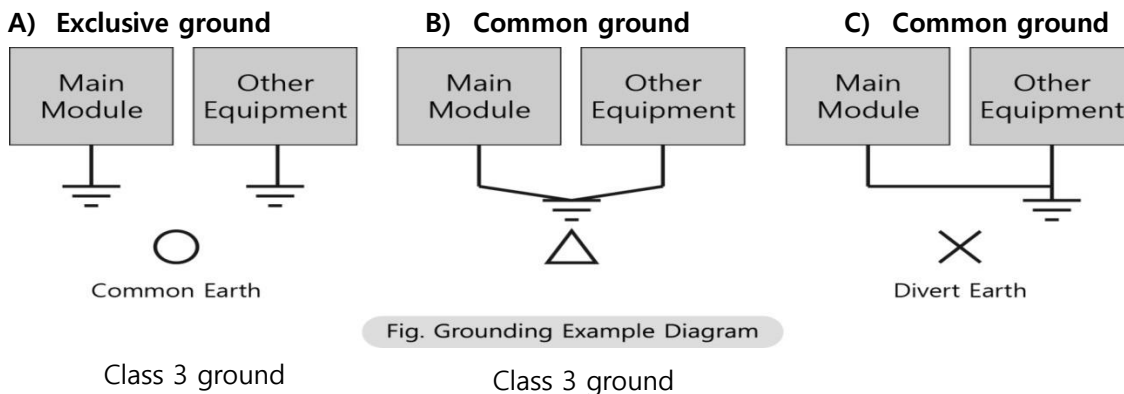 A) Exclusive ground
B) Common ground
C) Common ground
Main
Module
Other
Equipment
Main
Module
Other
Equipment
Main
Module
Other
Equipment
Common Earth
Divert Earth
Fig. Grounding Example Diagram
Class 3 ground
Class 3 ground